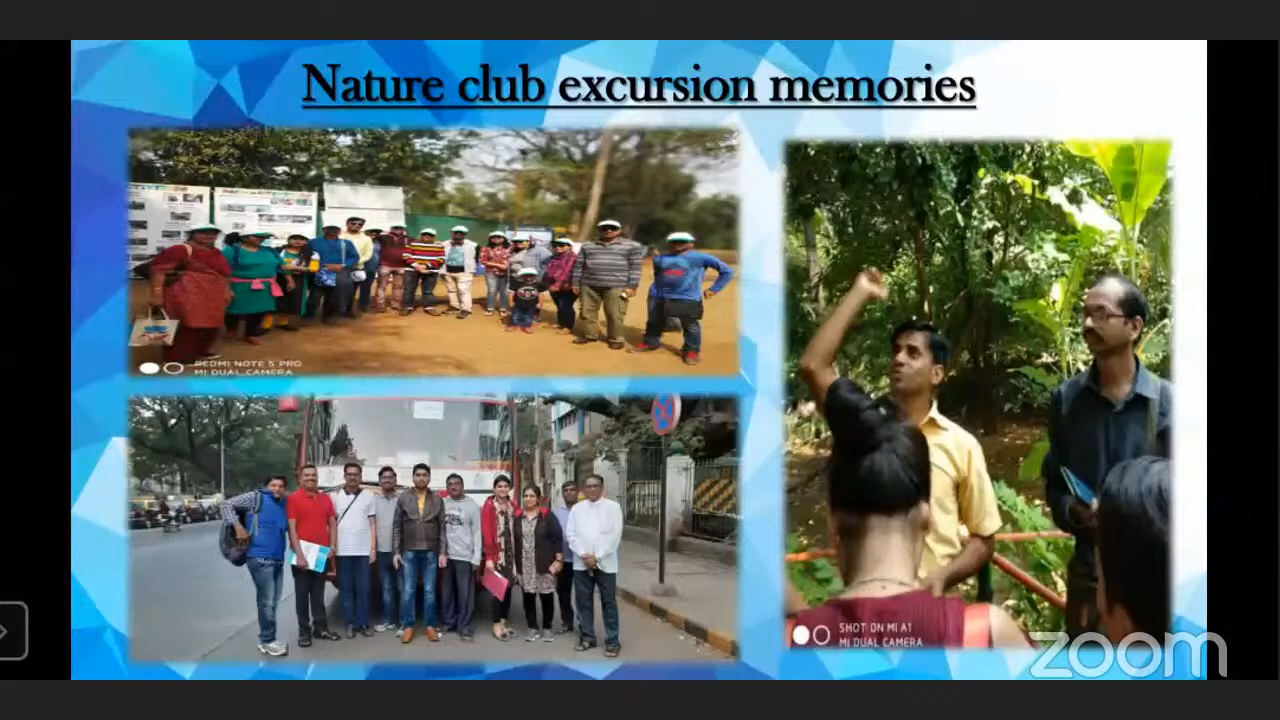 Nature club excursion memories
REDMI NOTE 5 PRO
MI DUAL CAMERA
SHOT ON MI A1
MI DUAL CAMERA
zoom